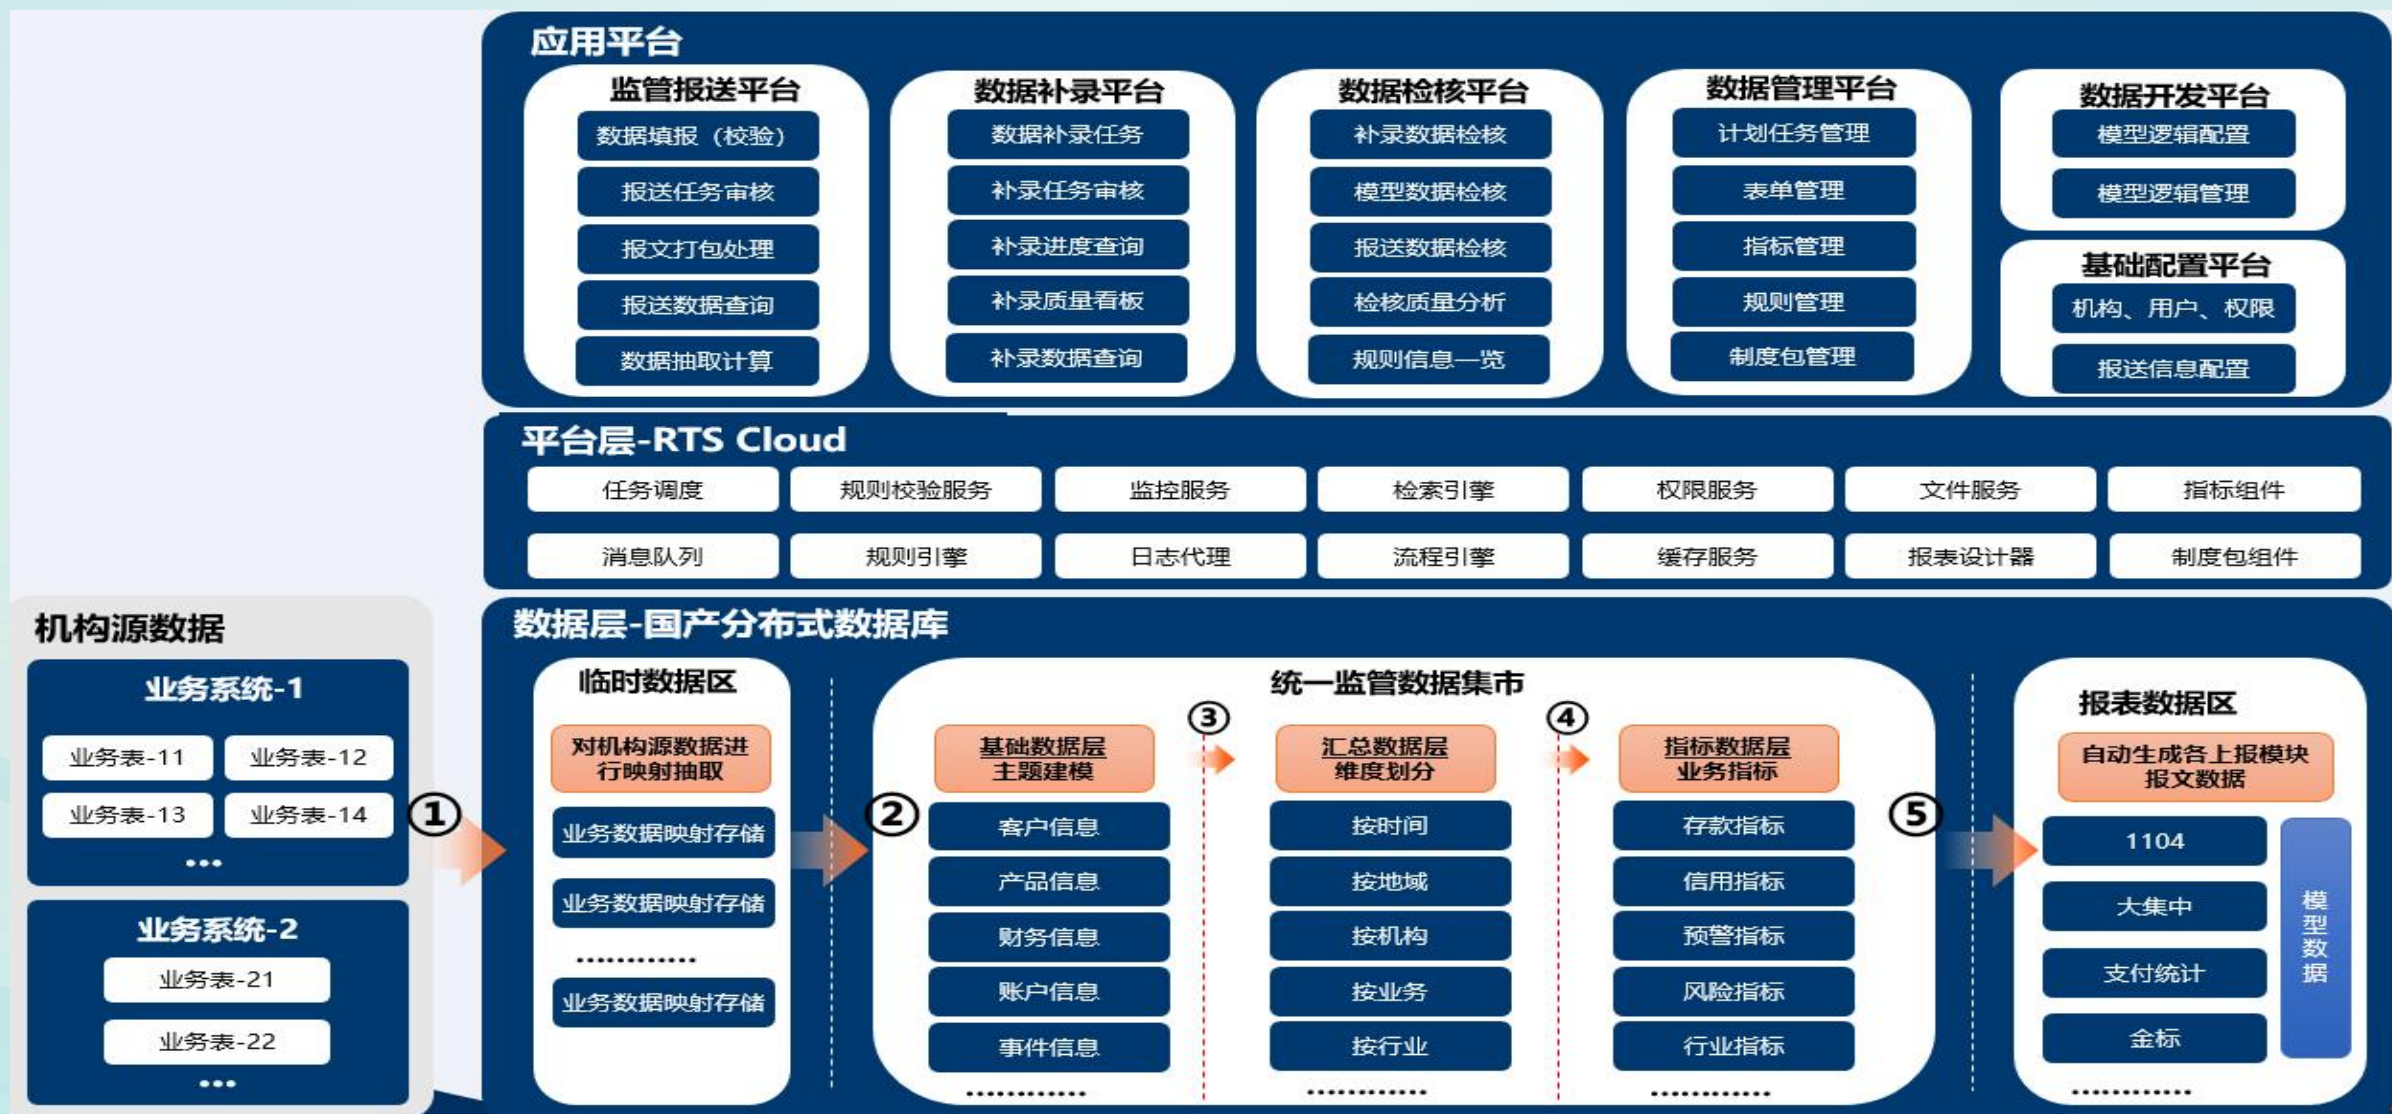 应用平台
监管报送平台
数据填报（校验）
报送任务审核
报文打包处理
报送数据查询
数据抽取计算
数据补录平台
数据补录任务
补录任务审核
补录进度查询
补录质量看板
补录数据查询
数据检核平台
补录数据检核
模型数据检核
报送数据检核
检核质量分析
规则信息一览
数据管理平台
计划任务管理
表单管理
指标管理
规则管理
制度包管理
数据开发平台
模型逻辑配置
模型逻辑管理
基础配置平台
机构、用户、权限
报送信息配置
平台层-RTS Cloud
任务调度
规则校验服务
监控服务
检索引擎
权限服务
文件服务
指标组件
消息队列
规则引擎
日志代理
流程引擎
缓存服务
报表设计器
制度包组件
机构源数据
业务系统-1
业务表-11
业务表-12
业务表-13
业务表-14
•••
业务系统-2
业务表-21
业务表-22
•••
①
数据层-国产分布式数据库
临时数据区
对机构源数据进
行映射抽取
业务数据映射存储
业务数据映射存储
…………
业务数据映射存储
②
统一监管数据集市
基础数据层
主题建模
客户信息
产品信息
财务信息
账户信息
事件信息
…………
③
汇总数据层
维度划分
按时间
按地域
按机构
按业务
按行业
…………
④
指标数据层
业务指标
存款指标
信用指标
预警指标
风险指标
行业指标
…………
⑤
报表数据区
自动生成各上报模块
报文数据
1104
大集中
支付统计
金标
…………
模型数据